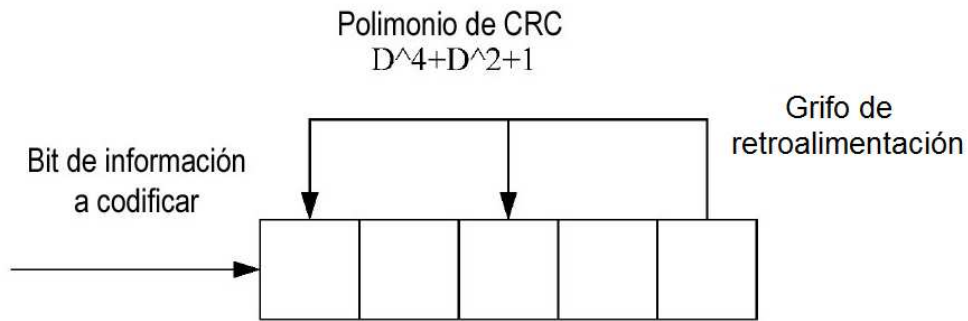 Polimonio de CRC
D^4+D^2+1
Grifo de
retroalimentación
Bit de información
a codificar